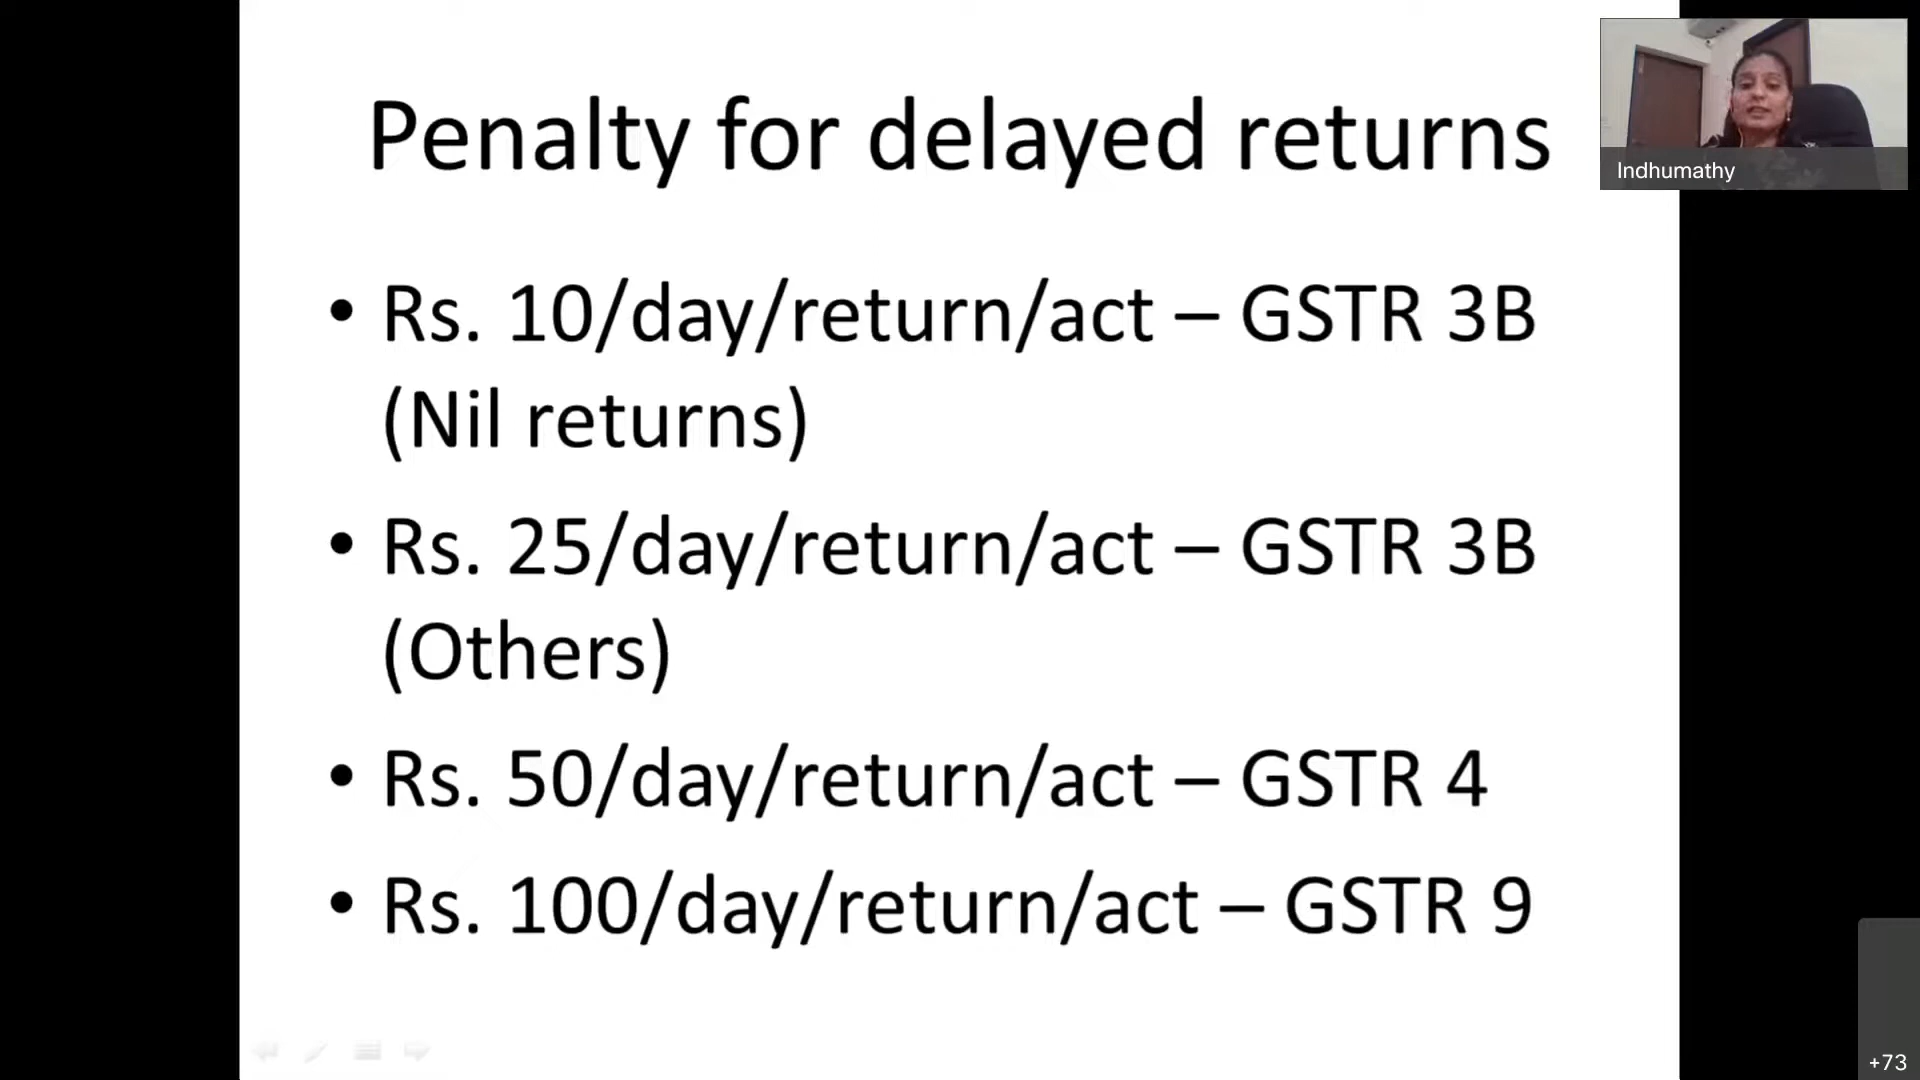 Penalty for delayed returns
Indhumathy
• Rs. 10/day/return/act – GSTR 3B
(Nil returns)
• Rs. 25/day/return/act – GSTR 3B
(Others)
• Rs. 50/day/return/act – GSTR 4
• Rs. 100/day/return/act – GSTR 9
+73